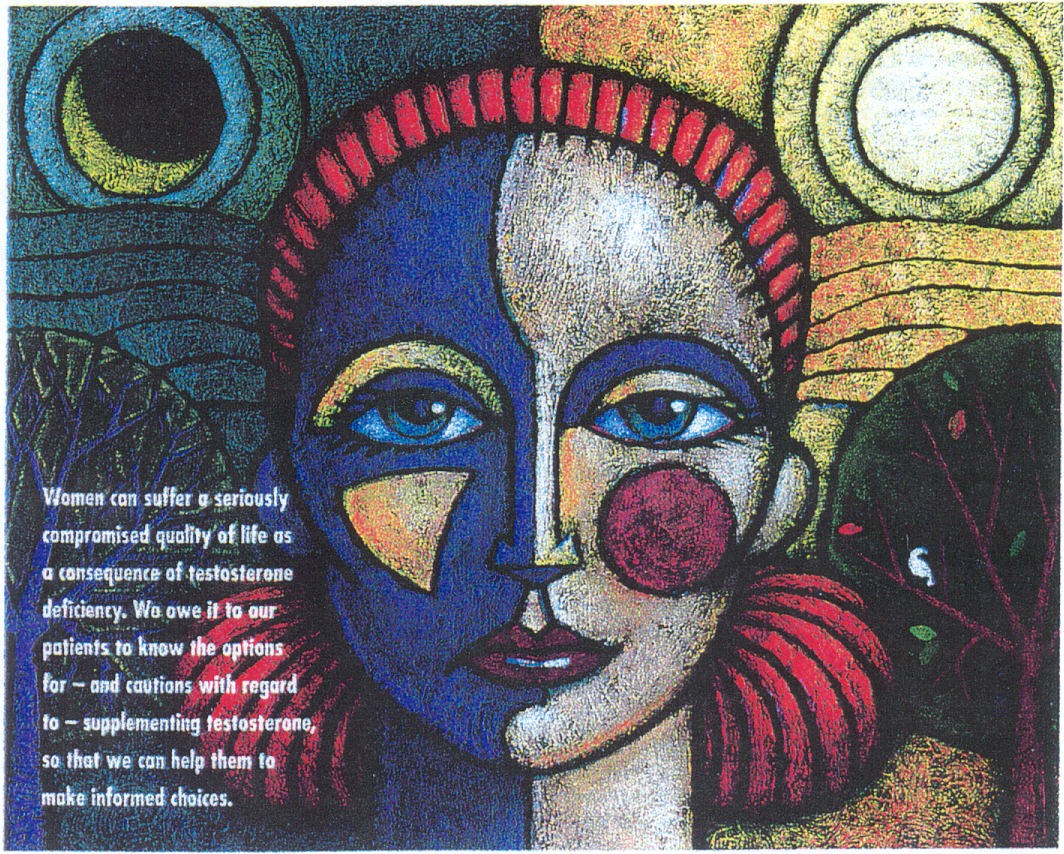 Women can suffer a seriously
compromised quality of life as
a consequence of testosterone
deficiency. We owe it to our
patients to know the options
for – and cautions with regard
to – supplementing testosterone,
so that we can help them to
make informed choices.